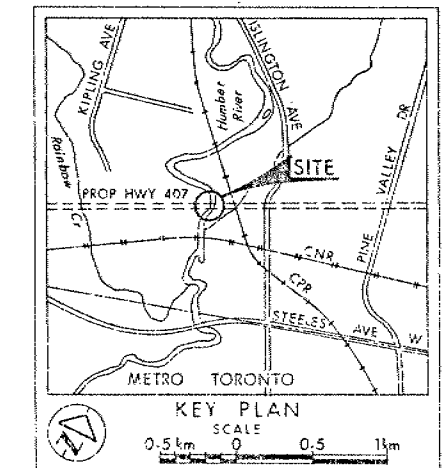 KIPLING AVE
ISLINGTON AVE
Humber
River
Rainbow
Cr
SITE
PROP HWY 407
PINE VALLEY DR
CNR
CPR
STEELES AVE W
METRO TORONTO
KEY PLAN
SCALE
0.5 km 0 0.5 1km
N